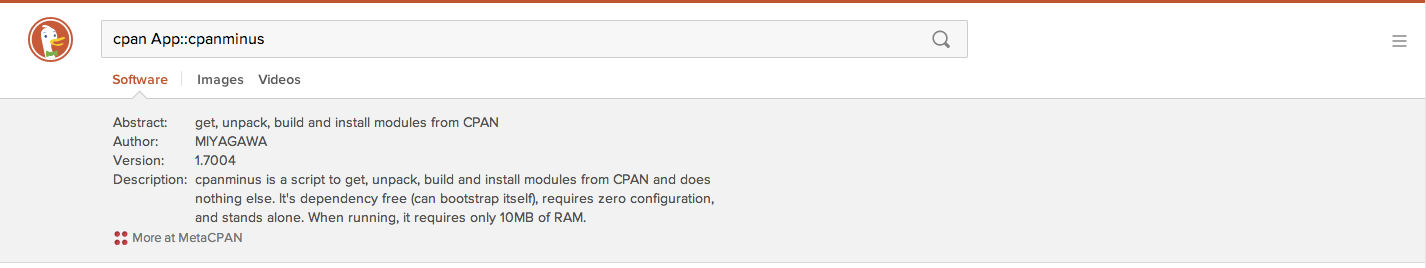 cpan App::cpanminus
Software Images Videos
Abstract: get, unpack, build and install modules from CPAN
Author: MIYAGAWA
Version: 1.7004
Description: cpanminus is a script to get, unpack, build and install modules from CPAN and does
nothing else. It's dependency free (can bootstrap itself), requires zero configuration,
and stands alone. When running, it requires only 10MB of RAM.
More at MetaCPAN